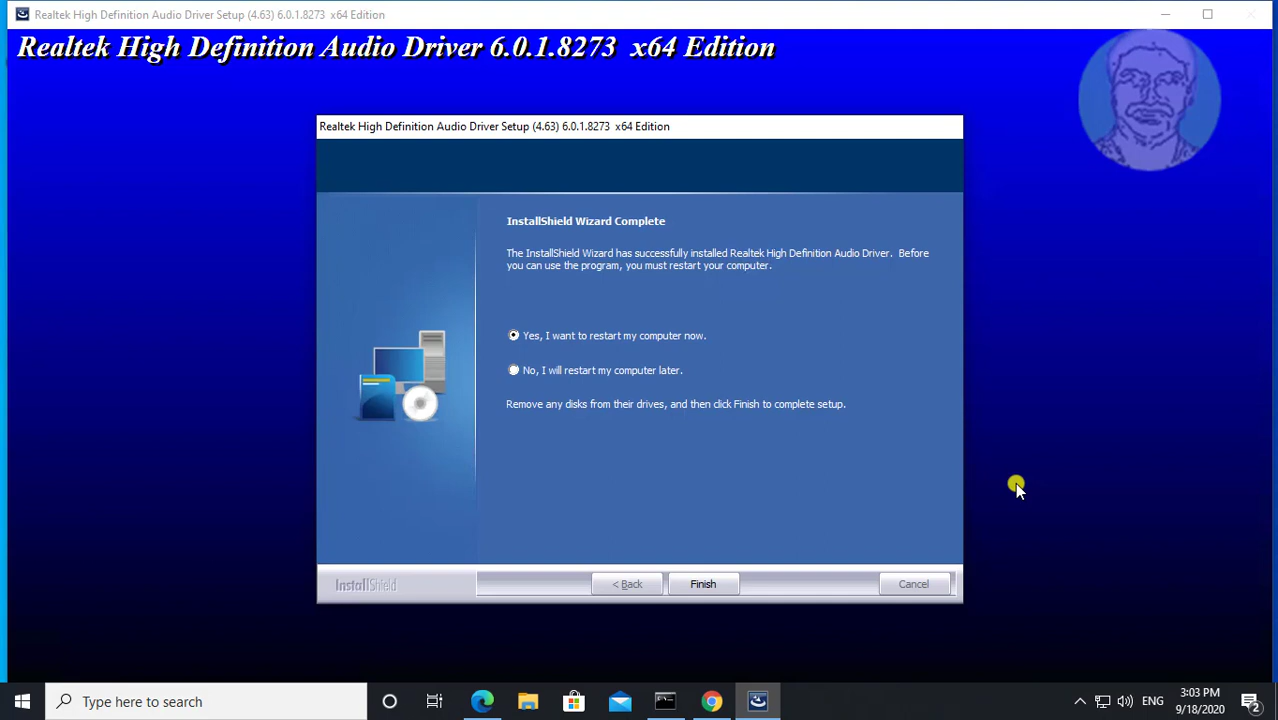 Realtek High Definition Audio Driver Setup (4.63) 6.0.1.8273 x64 Edition
Realtek High Definition Audio Driver 6.0.1.8273 x64 Edition
Realtek High Definition Audio Driver Setup (4.63) 6.0.1.8273 x64 Edition
InstallShield Wizard Complete
The InstallShield Wizard has successfully installed Realtek High Definition Audio Driver. Before
you can use the program, you must restart your computer.
Yes, I want to restart my computer now.
No, I will restart my computer later.
Remove any disks from their drives, and then click Finish to complete setup.
InstallShield
< Back
Finish
Cancel
Type here to search
ENG
3:03 PM
9/18/2020
2